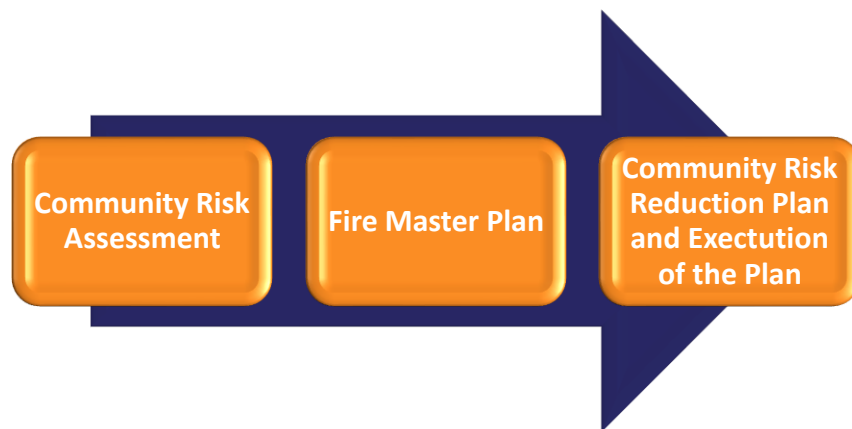 Community Risk
Assessment
Fire Master Plan
Community Risk
Reduction Plan
and Exectution
of the Plan